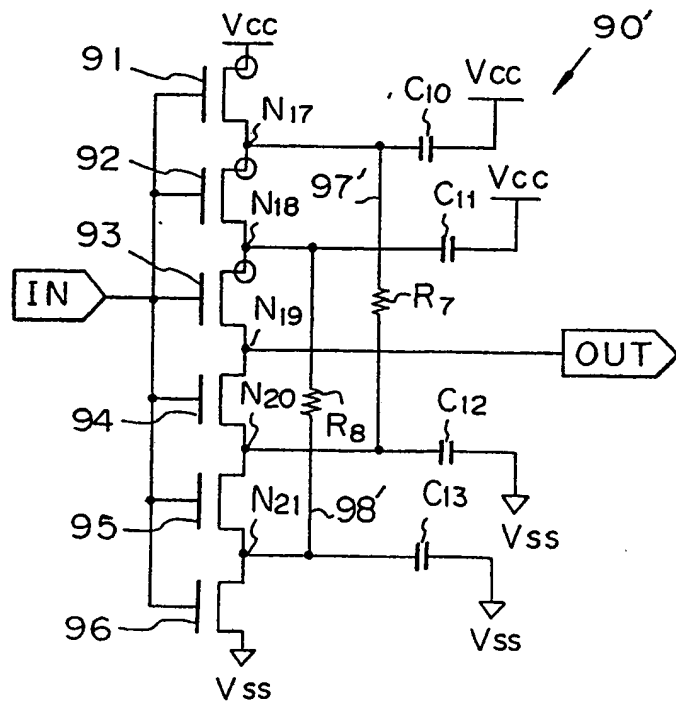 90'
Vcc
91
N17
C10
Vcc
92
97'
N18
C11
Vcc
93
IN
N19
R7
OUT
94
N20
R8
C12
Vss
95
N21
98'
C13
Vss
96
Vss